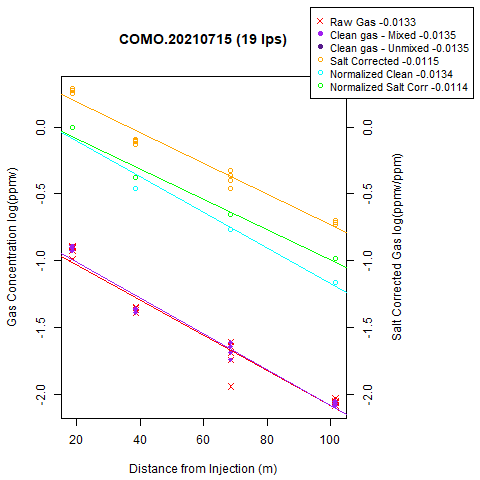 COMO.20210715 (19 lps)
Raw Gas -0.0133
Clean gas - Mixed -0.0135
Clean gas - Unmixed -0.0135
Salt Corrected -0.0115
Normalized Clean -0.0134
Normalized Salt Corr -0.0114
Gas Concentration log(ppmv)
0.0
-0.5
-1.0
-1.5
-2.0
0.0
-0.5
-1.0
-1.5
-2.0
Salt Corrected Gas log(ppmv/ppm)
20 40 60 80 100
Distance from Injection (m)